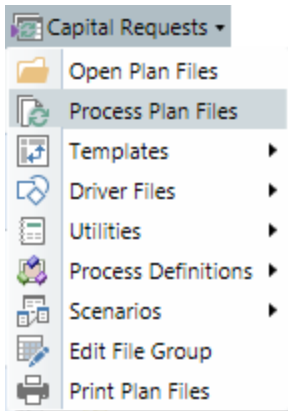 Capital Requests
Open Plan Files
Process Plan Files
Templates
Driver Files
Utilities
Process Definitions
Scenarios
Edit File Group
Print Plan Files